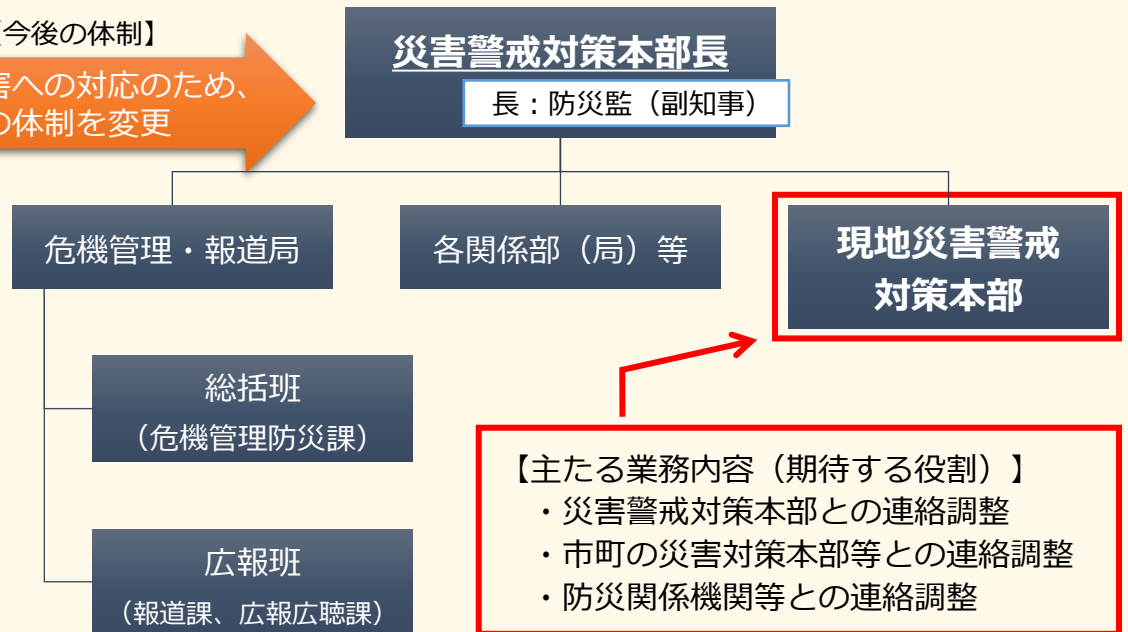 今後の体制】
害への対応のため、
の体制を変更
災害警戒対策本部長
長：防災監（副知事）
危機管理・報道局
各関係部（局）等
現地災害警戒
対策本部
総括班
（危機管理防災課）
広報班
（報道課、広報広聴課）
【主たる業務内容（期待する役割）】
・災害警戒対策本部との連絡調整
・市町の災害対策本部等との連絡調整
・防災関係機関等との連絡調整